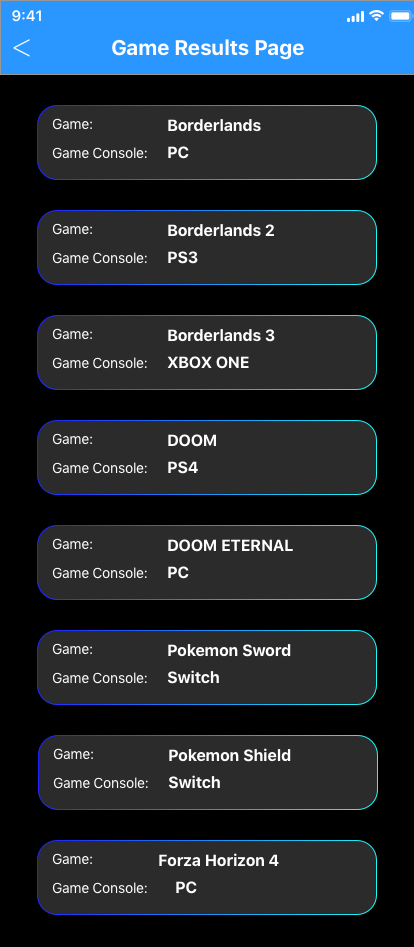 9:41
Game Results Page
Game: Borderlands
Game Console: PC
Game: Borderlands 2
Game Console: PS3
Game: Borderlands 3
Game Console: XBOX ONE
Game: DOOM
Game Console: PS4
Game: DOOM ETERNAL
Game Console: PC
Game: Pokemon Sword
Game Console: Switch
Game: Pokemon Shield
Game Console: Switch
Game: Forza Horizon 4
Game Console: PC